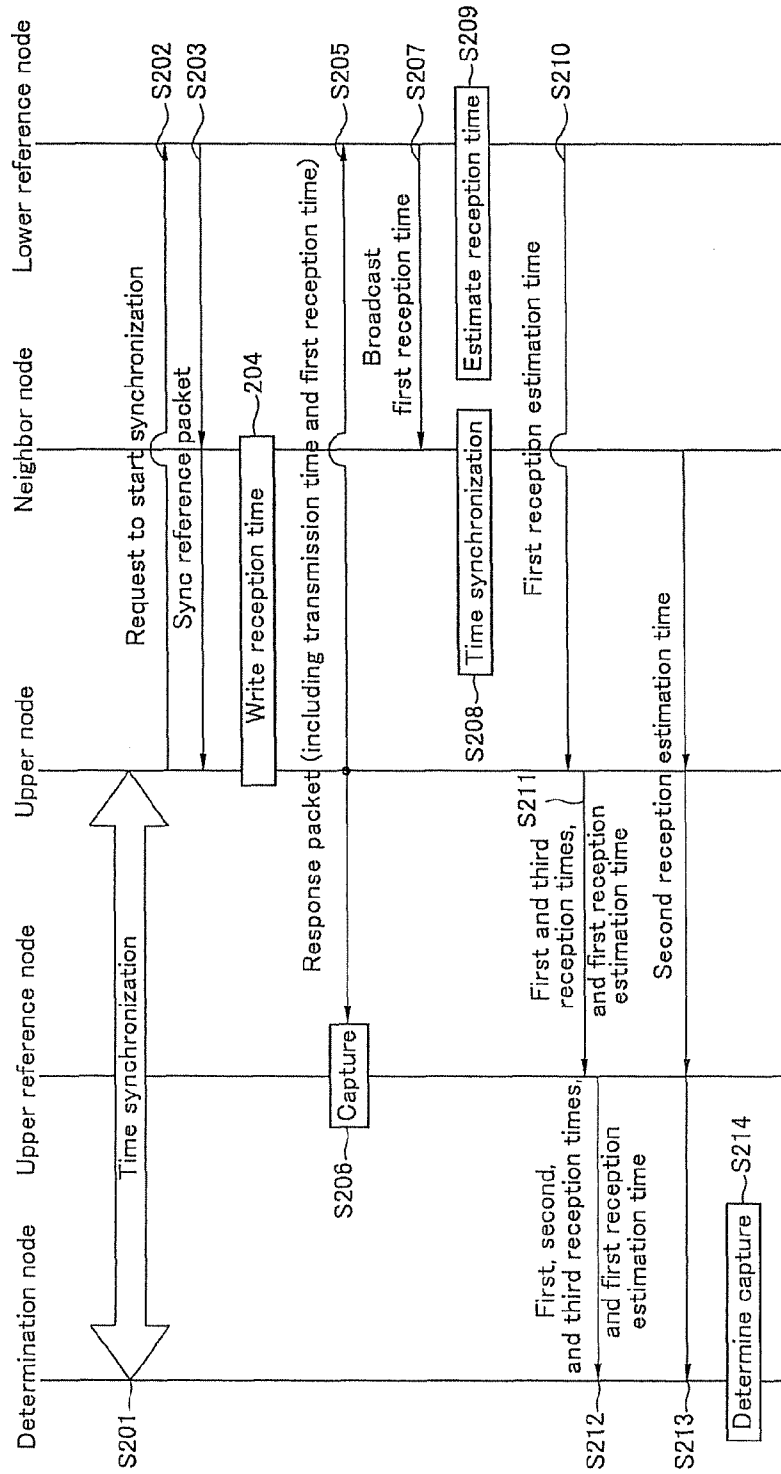 Determination node
Upper reference node
Upper node
Neighbor node
Lower reference node
S201
Time synchronization
Request to start synchronization
S202
Sync reference packet
S203
Write reception time
204
Response packet (including transmission time and first reception time)
S205
Capture
S206
Broadcast
first reception time
S207
S208
Time synchronization
Estimate reception time
S209
First reception estimation time
S210
S211
First and third
reception times,
and first reception
estimation time
First, second,
and third reception times,
and first reception
estimation time
S212
Second reception estimation time
S213
Determine capture
S214